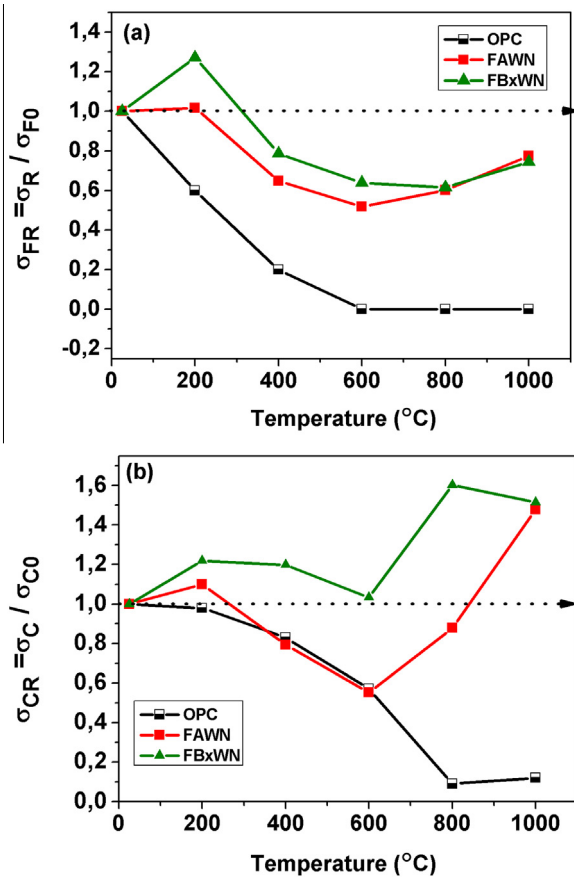 (a)
OPC
FAWN
FBxWN
1,4
1,2
1,0
0,8
0,6
0,4
0,2
0,0
-0,2
σFR =σR / σF0
0 200 400 600 800 1000
Temperature (°C)
(b)
1,6
1,4
1,2
1,0
0,8
0,6
0,4
0,2
0,0
σCR =σC / σC0
OPC
FAWN
FBxWN
0 200 400 600 800 1000
Temperature (°C)